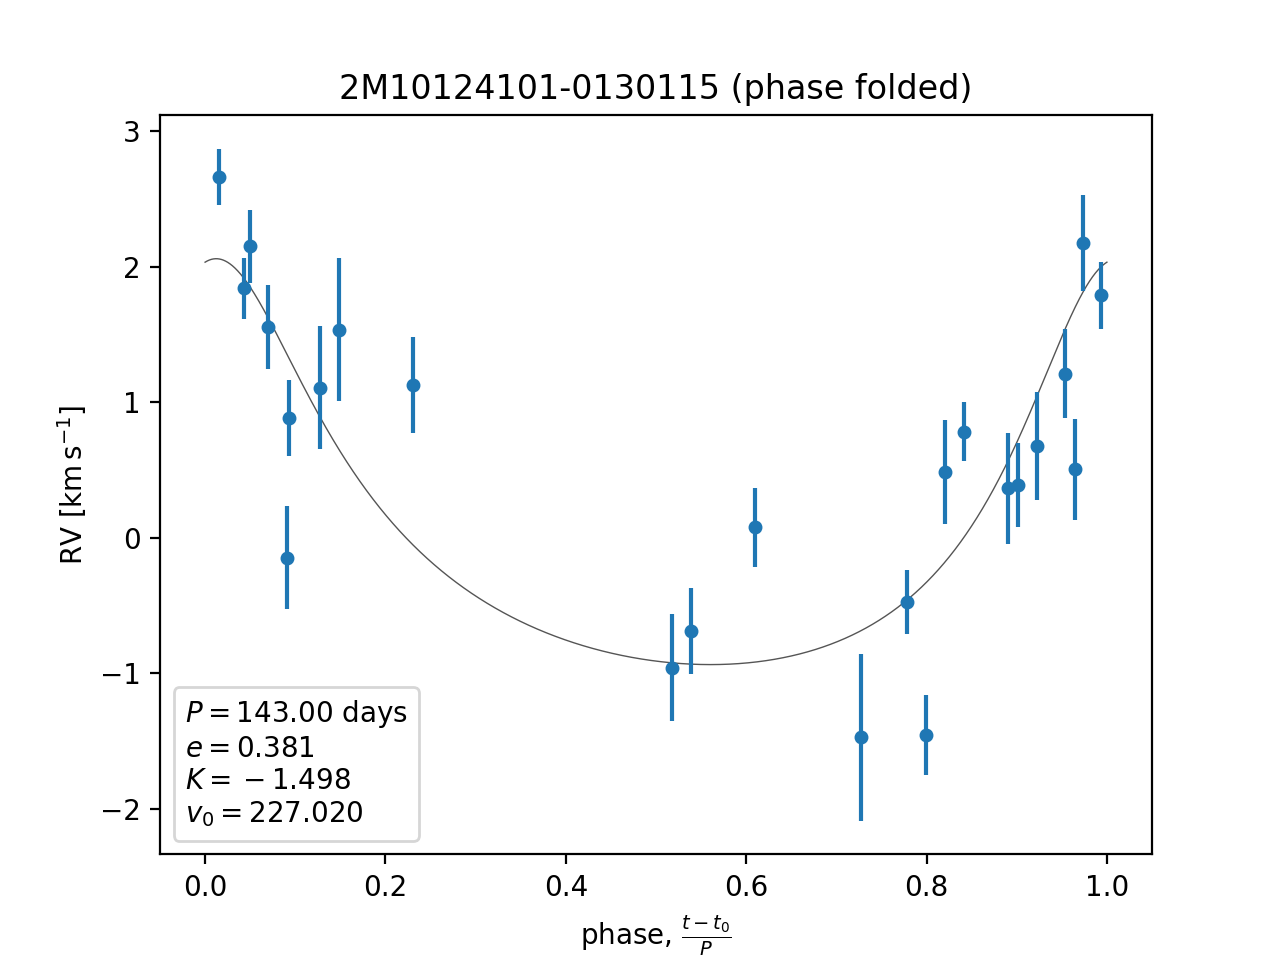 2M10124101-0130115 (phase folded)
3
2
1
0
−1
−2
RV [km s⁻¹]
P = 143.00 days
e = 0.381
K = −1.498
v₀ = 227.020
0.0 0.2 0.4 0.6 0.8 1.0
phase, (t − t₀)/P